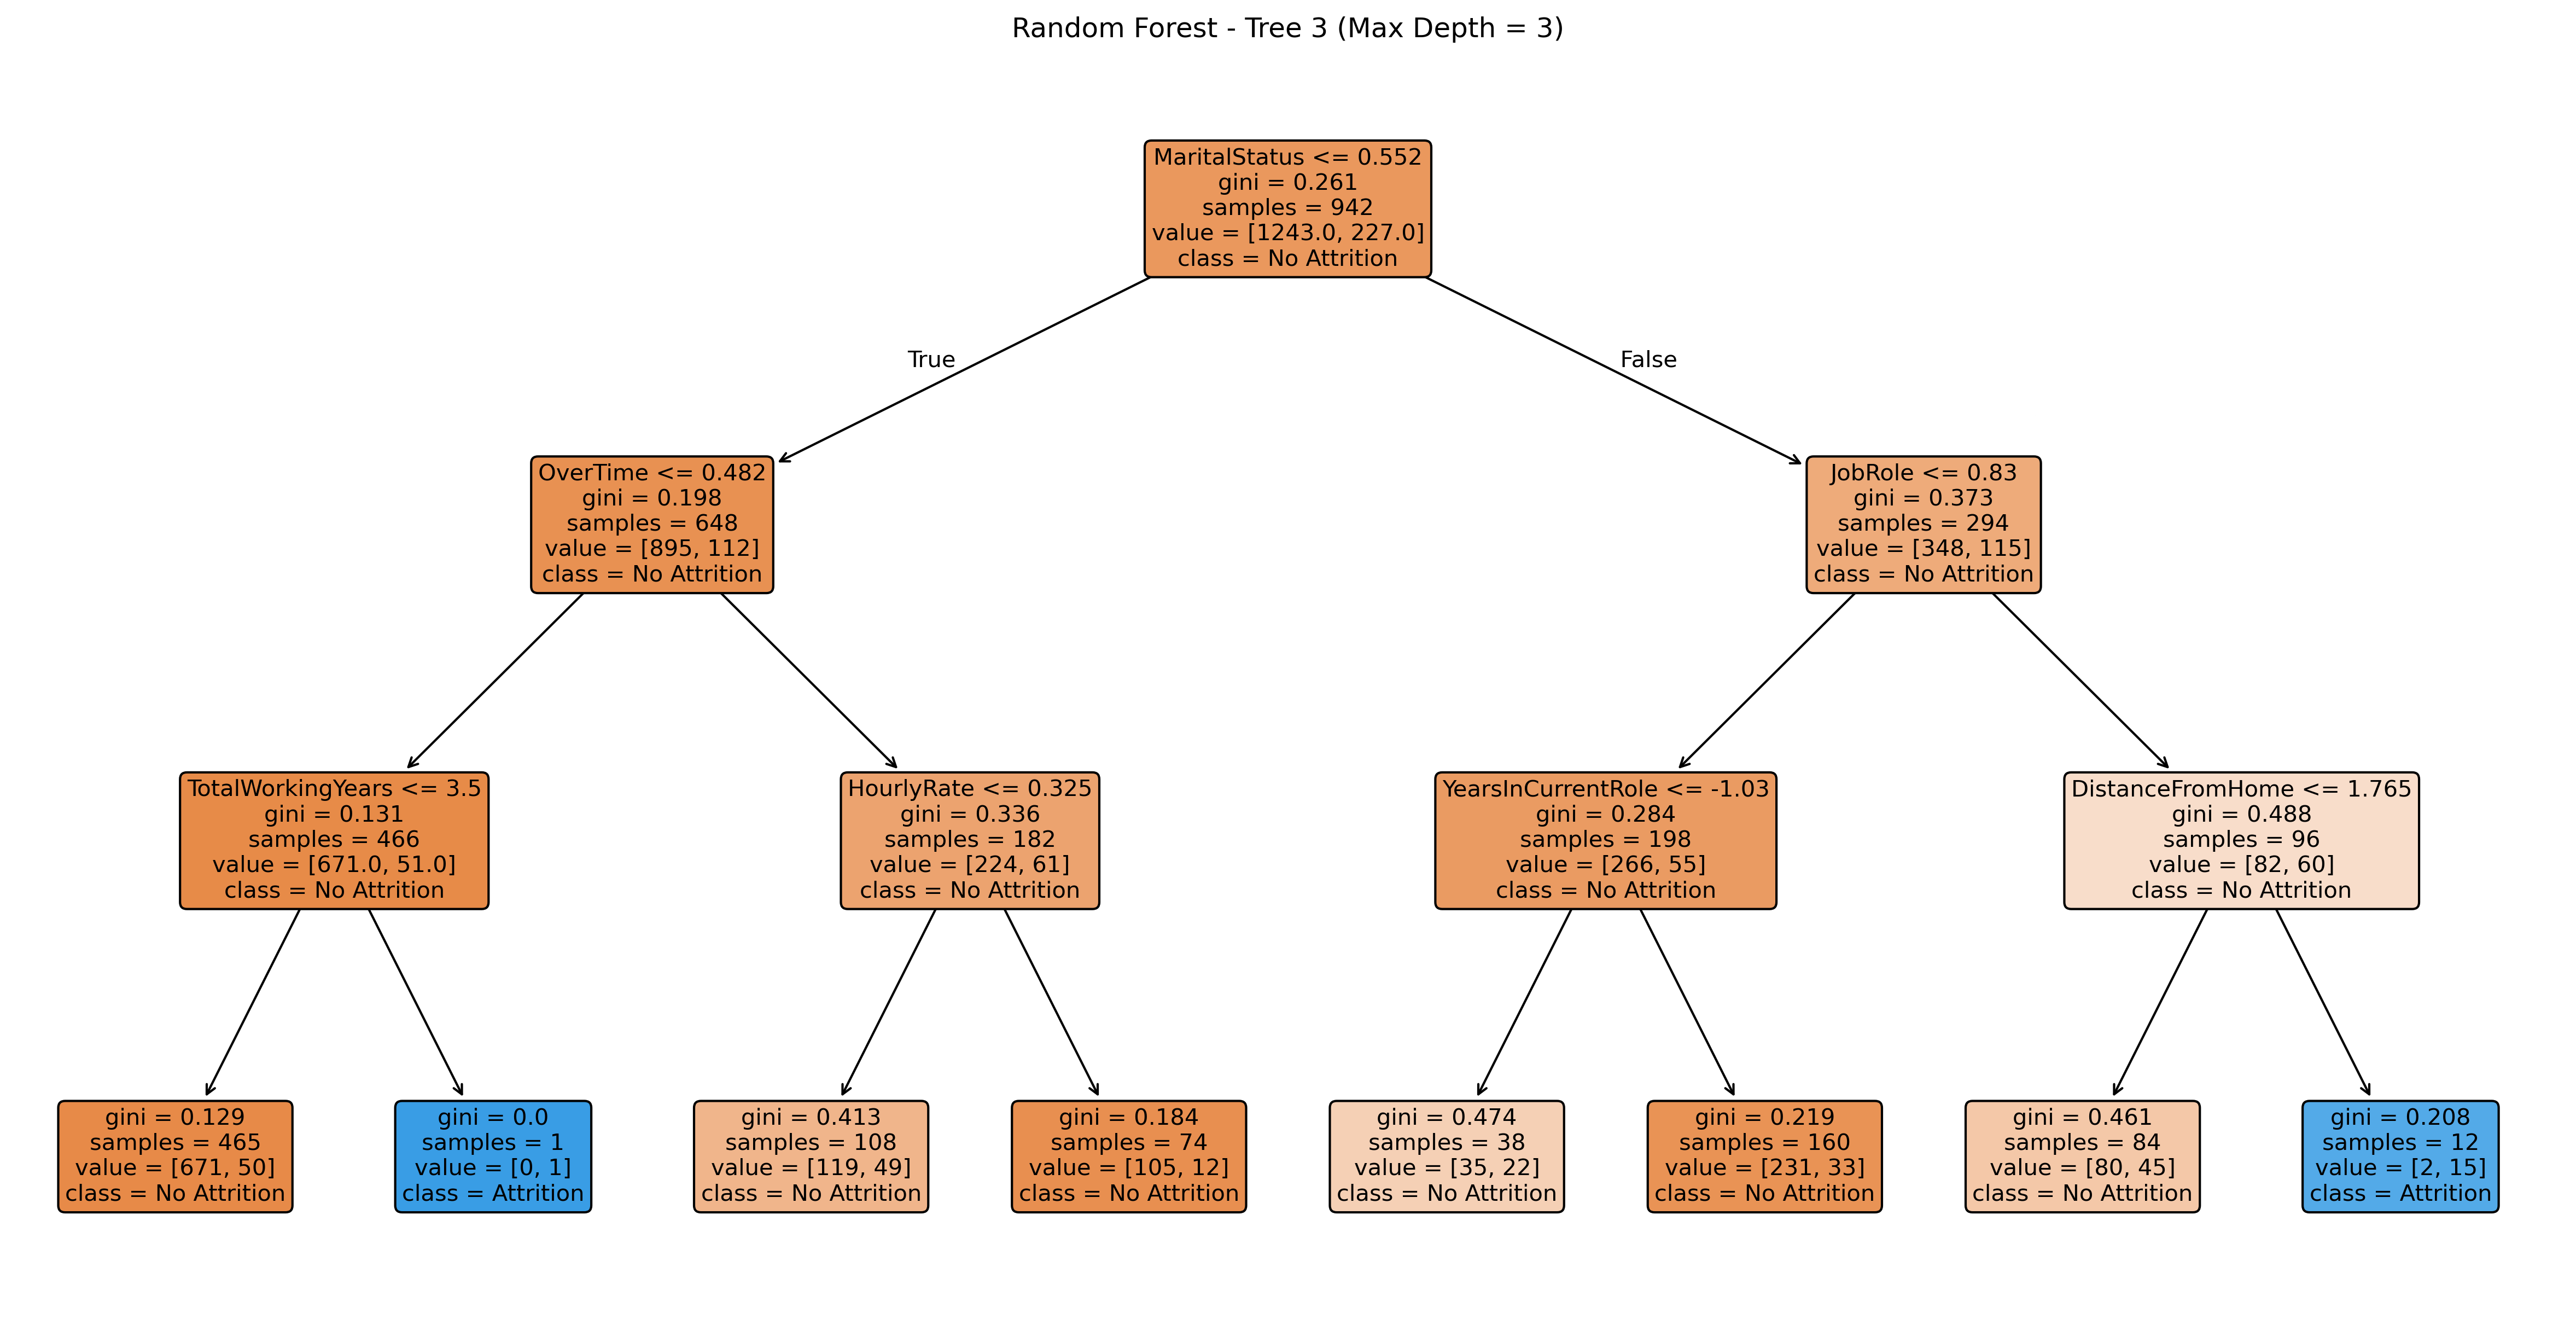 Random Forest - Tree 3 (Max Depth = 3)
MaritalStatus <= 0.552
gini = 0.261
samples = 942
value = [1243.0, 227.0]
class = No Attrition
True
False
OverTime <= 0.482
gini = 0.198
samples = 648
value = [895, 112]
class = No Attrition
JobRole <= 0.83
gini = 0.373
samples = 294
value = [348, 115]
class = No Attrition
TotalWorkingYears <= 3.5
gini = 0.131
samples = 466
value = [671.0, 51.0]
class = No Attrition
HourlyRate <= 0.325
gini = 0.336
samples = 182
value = [224, 61]
class = No Attrition
YearsInCurrentRole <= -1.03
gini = 0.284
samples = 198
value = [266, 55]
class = No Attrition
DistanceFromHome <= 1.765
gini = 0.488
samples = 96
value = [82, 60]
class = No Attrition
gini = 0.129
samples = 465
value = [671, 50]
class = No Attrition
gini = 0.0
samples = 1
value = [0, 1]
class = Attrition
gini = 0.413
samples = 108
value = [119, 49]
class = No Attrition
gini = 0.184
samples = 74
value = [105, 12]
class = No Attrition
gini = 0.474
samples = 38
value = [35, 22]
class = No Attrition
gini = 0.219
samples = 160
value = [231, 33]
class = No Attrition
gini = 0.461
samples = 84
value = [80, 45]
class = No Attrition
gini = 0.208
samples = 12
value = [2, 15]
class = Attrition